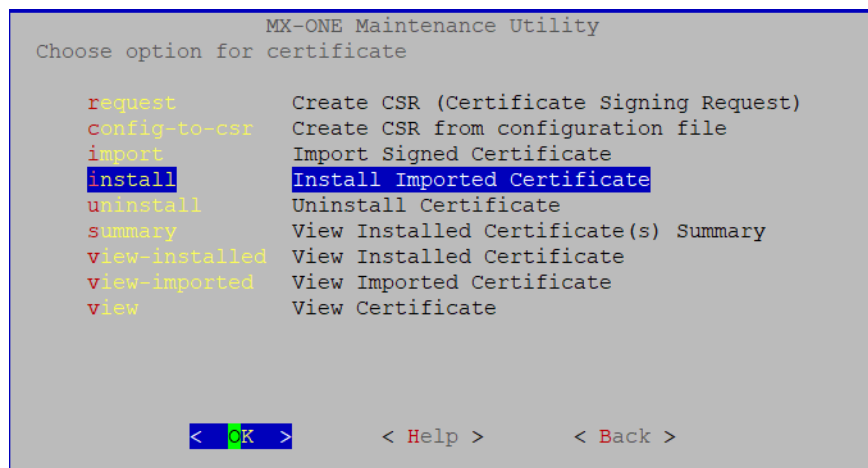 MX-ONE Maintenance Utility
Choose option for certificate
request Create CSR (Certificate Signing Request)
config-to-csr Create CSR from configuration file
import Import Signed Certificate
install Install Imported Certificate
uninstall Uninstall Certificate
summary View Installed Certificate(s) Summary
view-installed View Installed Certificate
view-imported View Imported Certificate
view View Certificate
< OK > < Help > < Back >